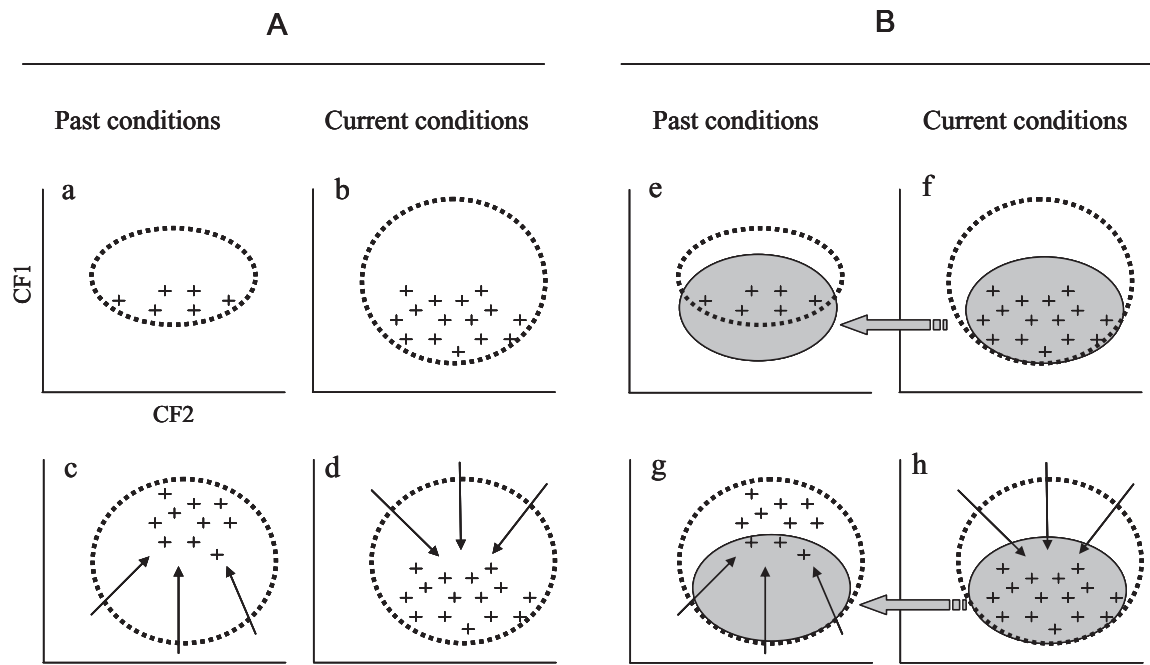 A
B
Past conditions
Current conditions
Past conditions
Current conditions
a
b
e
f
CF1
CF2
c
d
g
h